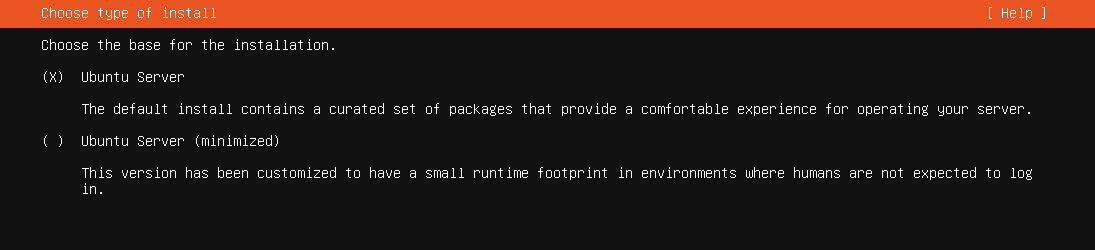 Choose type of install [ Help ]
Choose the base for the installation.
(X) Ubuntu Server
The default install contains a curated set of packages that provide a comfortable experience for operating your server.
( ) Ubuntu Server (minimized)
This version has been customized to have a small runtime footprint in environments where humans are not expected to log
in.